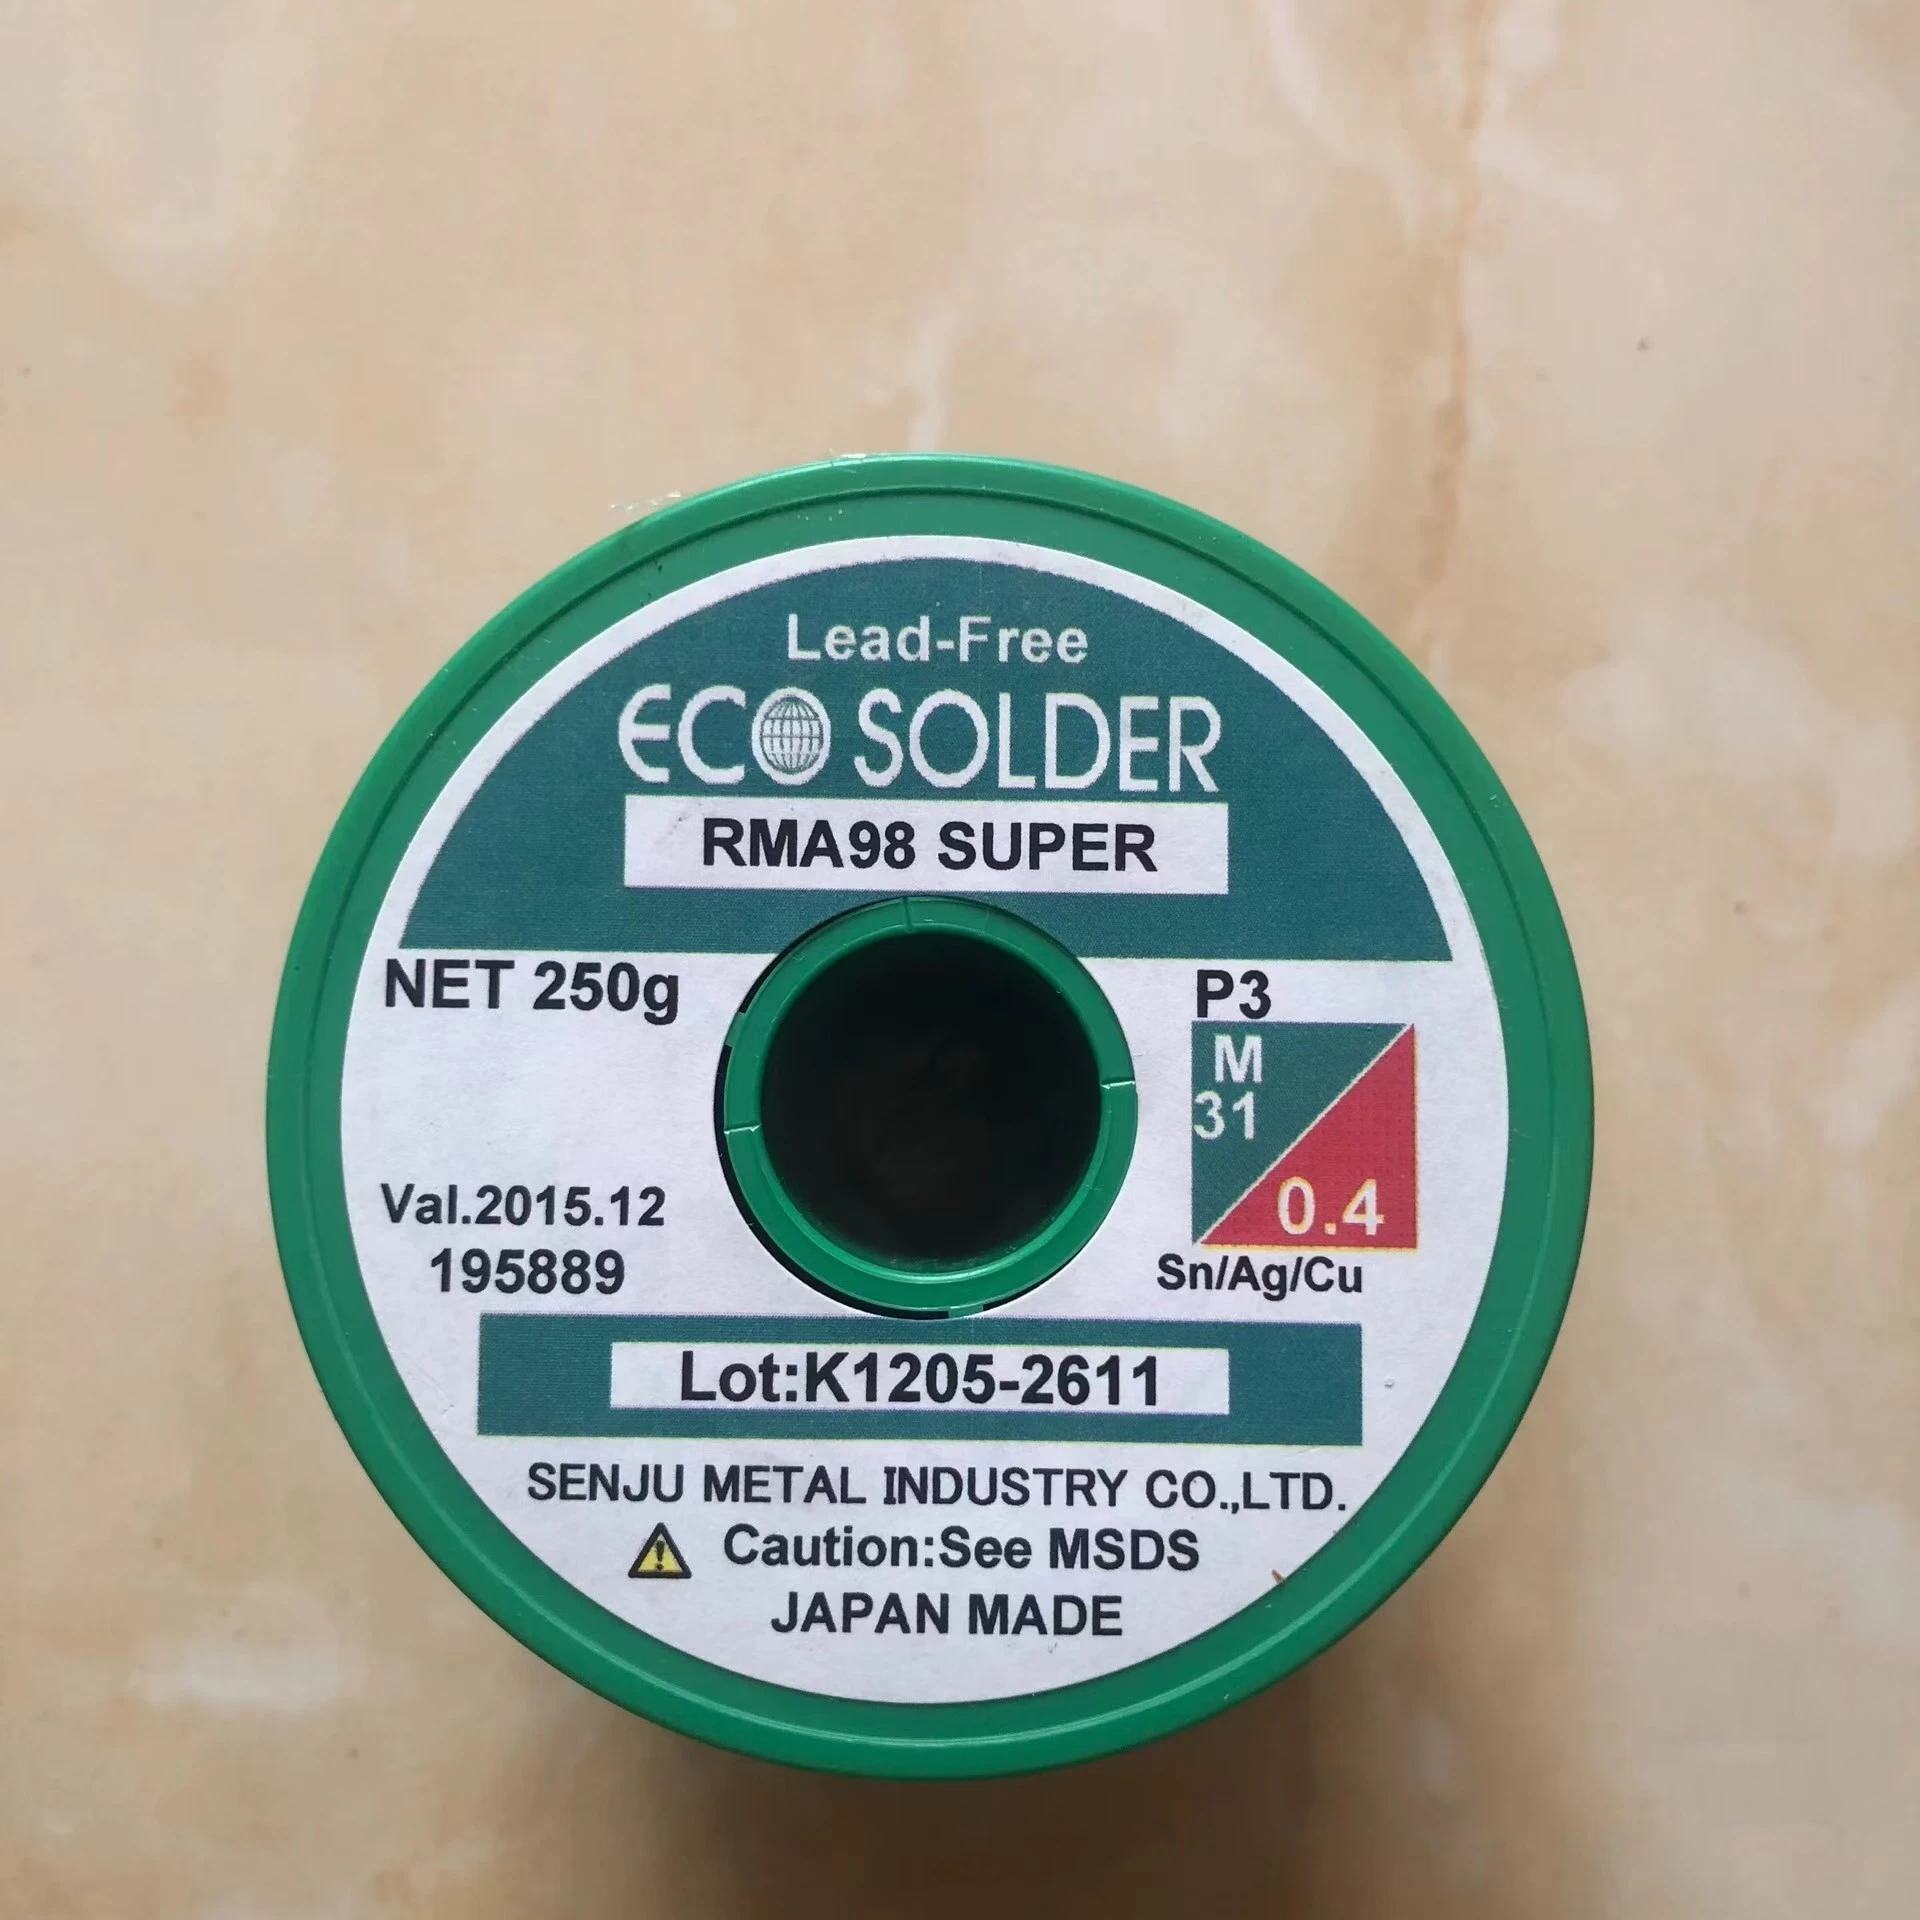 Lead-Free
ECO SOLDER
RMA98 SUPER
NET 250g
P3
M
31
0.4
Sn/Ag/Cu
Val.2015.12
195889
Lot:K1205-2611
SENJU METAL INDUSTRY CO.,LTD.
Caution:See MSDS
JAPAN MADE